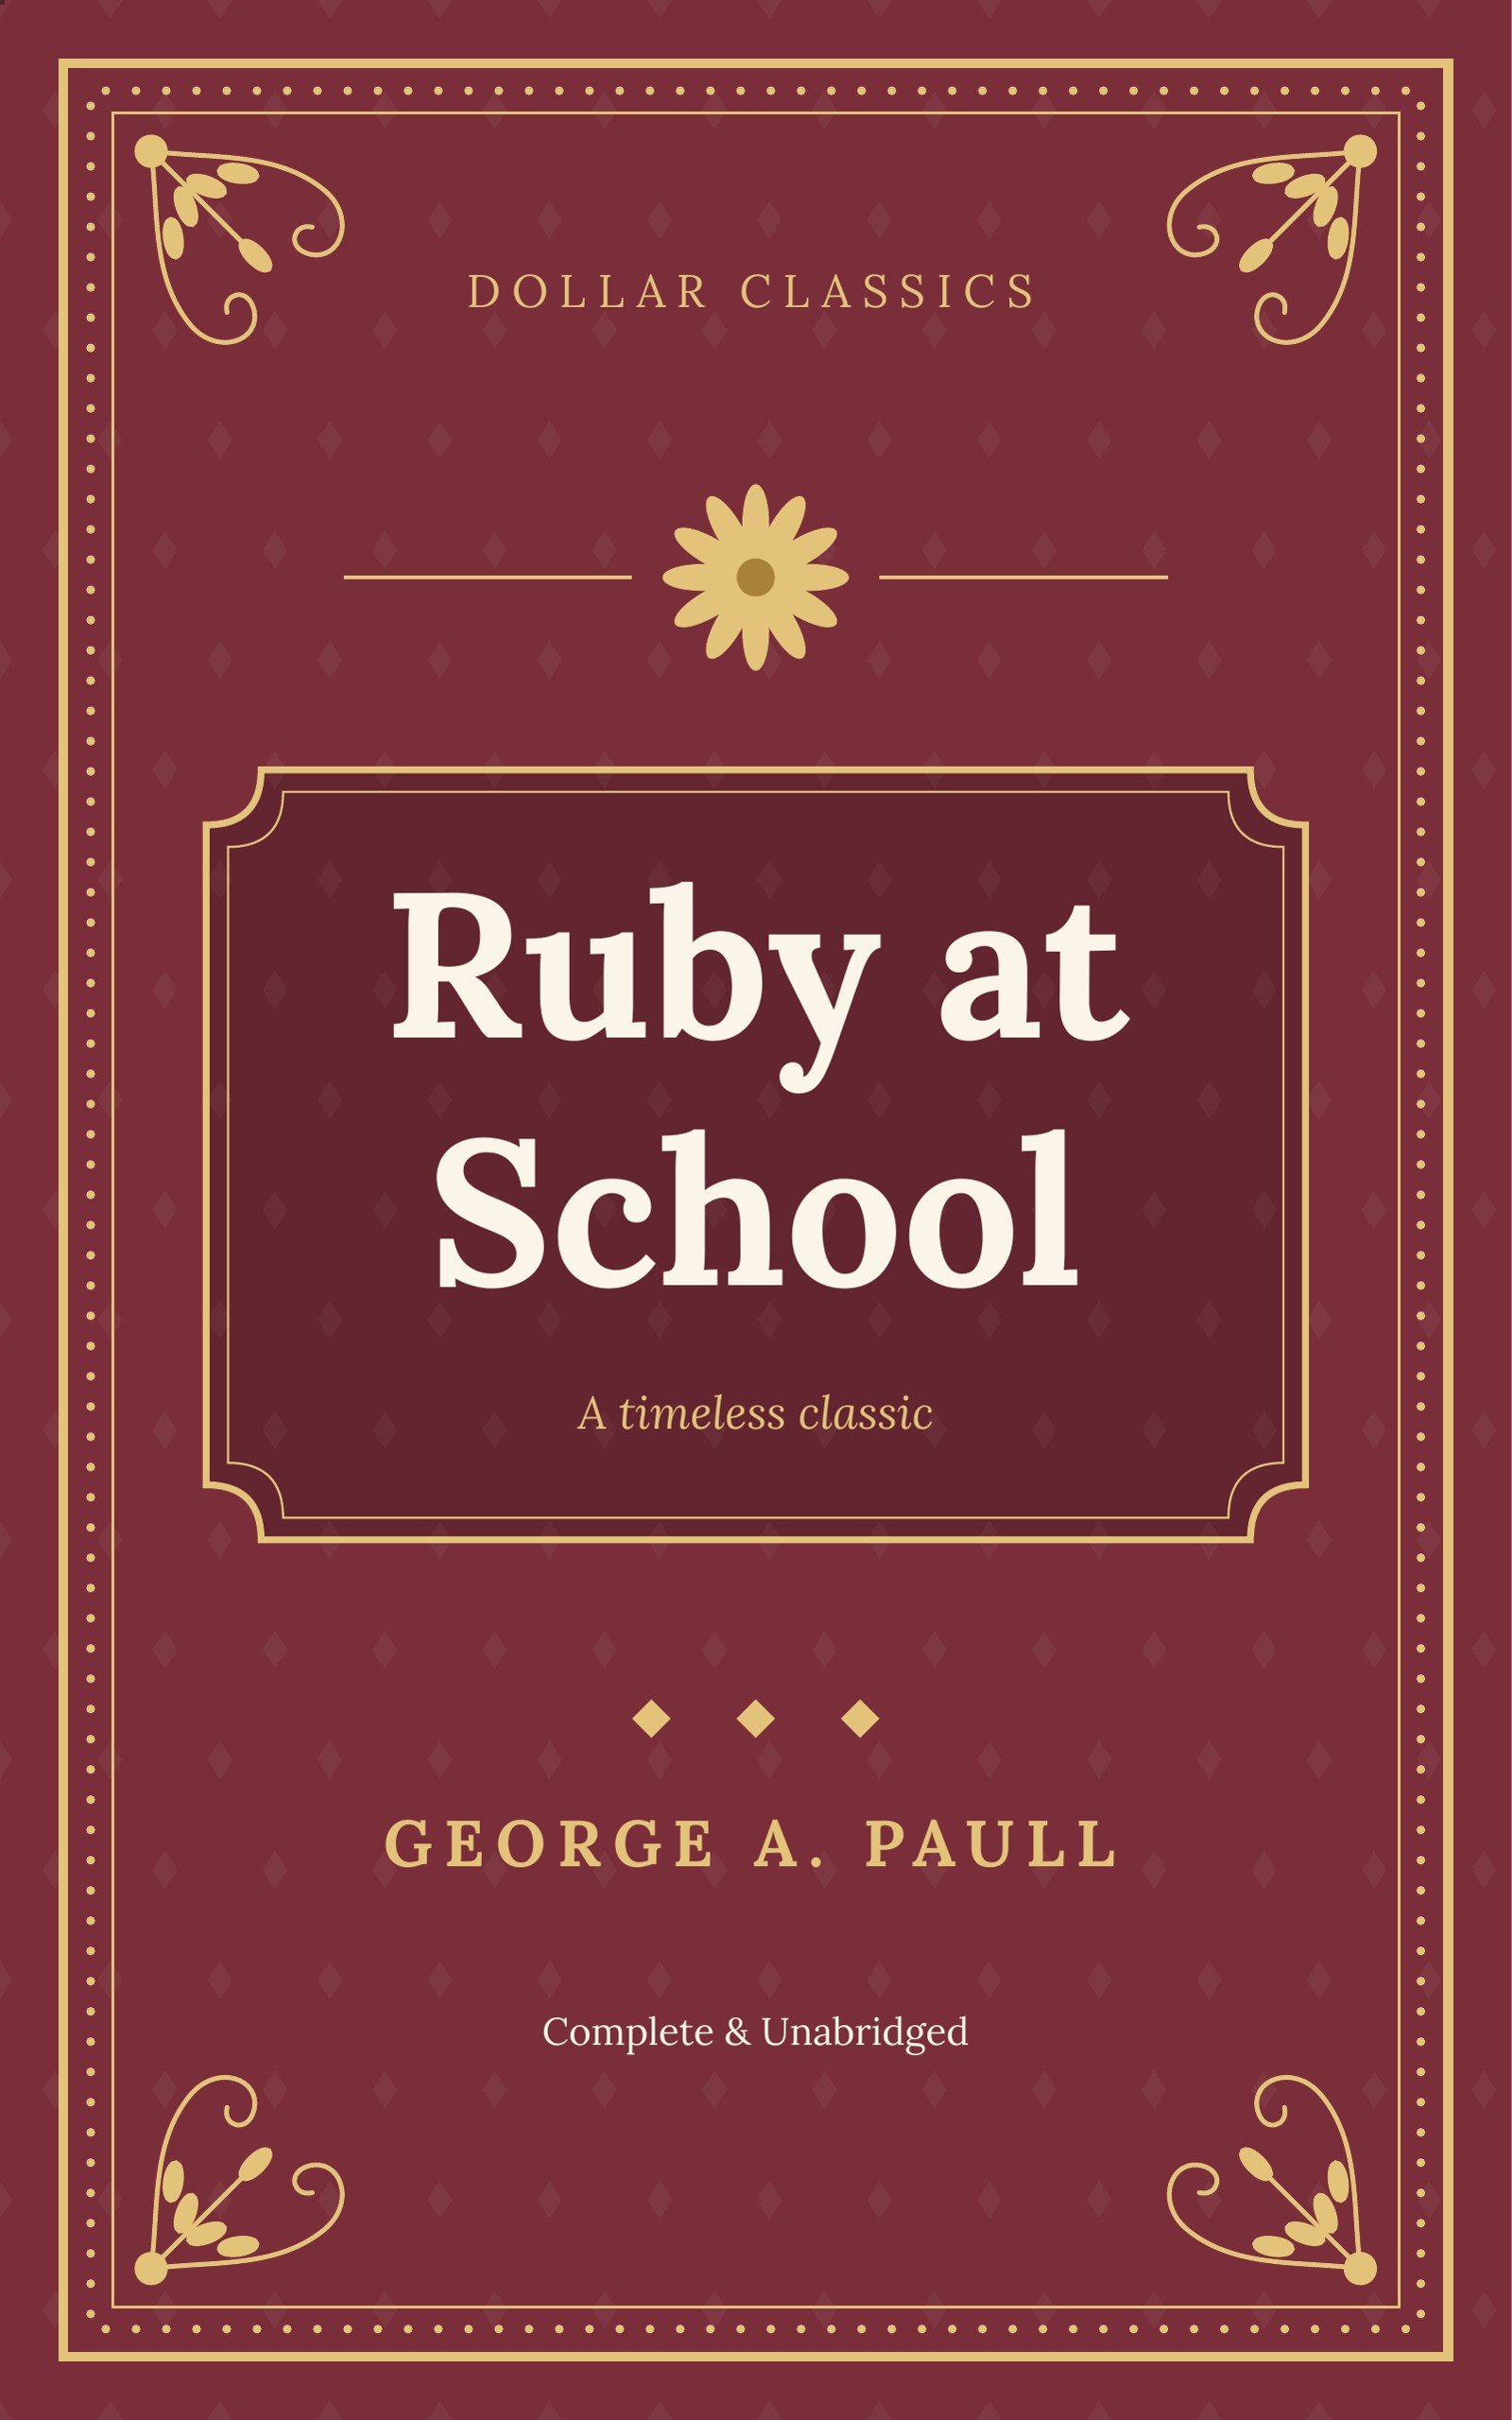 DOLLAR CLASSICS
Ruby at
School
A timeless classic
GEORGE A. PAULL
Complete & Unabridged